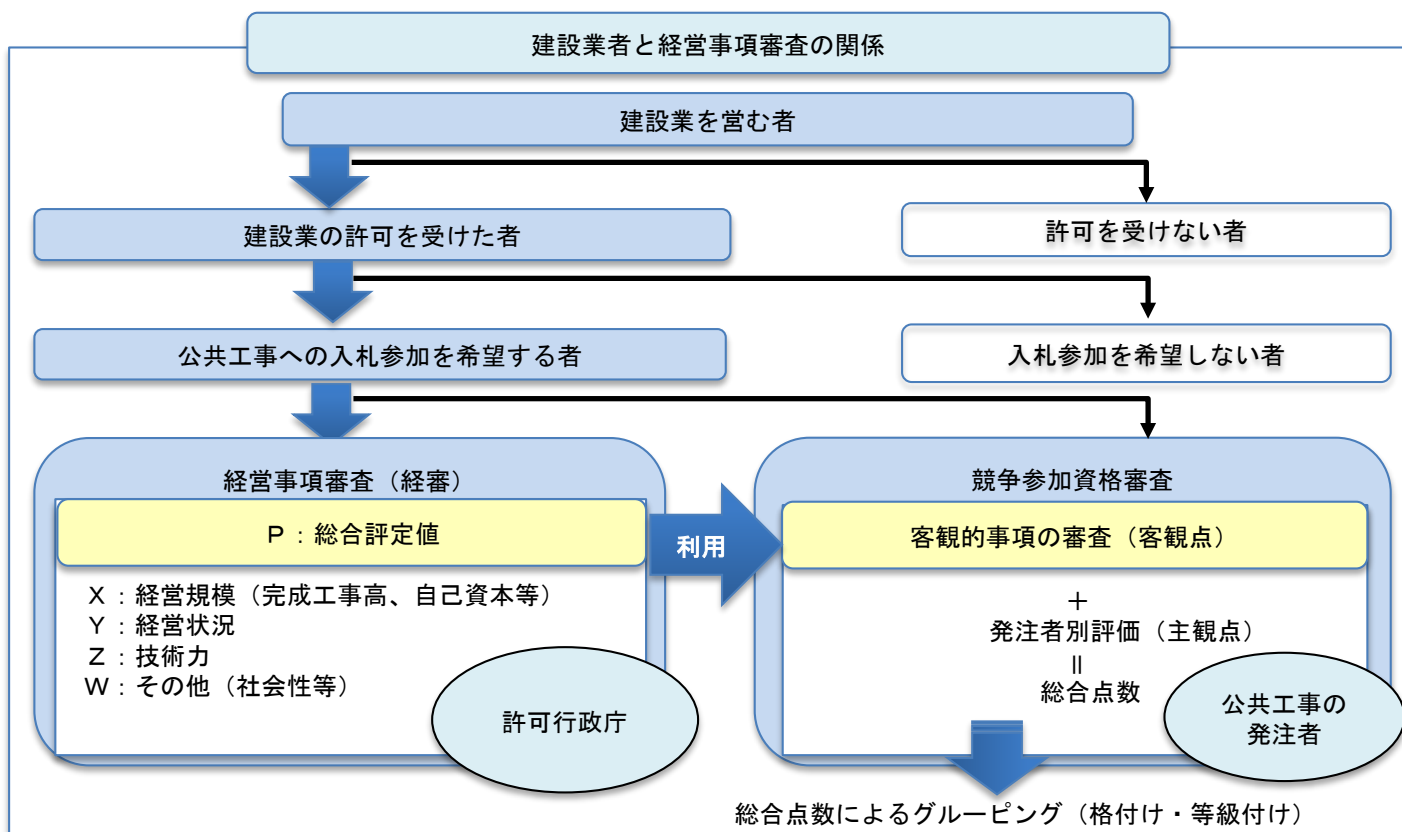 建設業者と経営事項審査の関係
建設業を営む者
建設業の許可を受けた者
許可を受けない者
公共工事への入札参加を希望する者
入札参加を希望しない者
経営事項審査（経審）
Ｐ：総合評定値
Ｘ：経営規模（完成工事高、自己資本等）
Ｙ：経営状況
Ｚ：技術力
Ｗ：その他（社会性等）
許可行政庁
利用
競争参加資格審査
客観的事項の審査（客観点）
＋
発注者別評価（主観点）
＝
総合点数
公共工事の
発注者
総合点数によるグルーピング（格付け・等級付け）